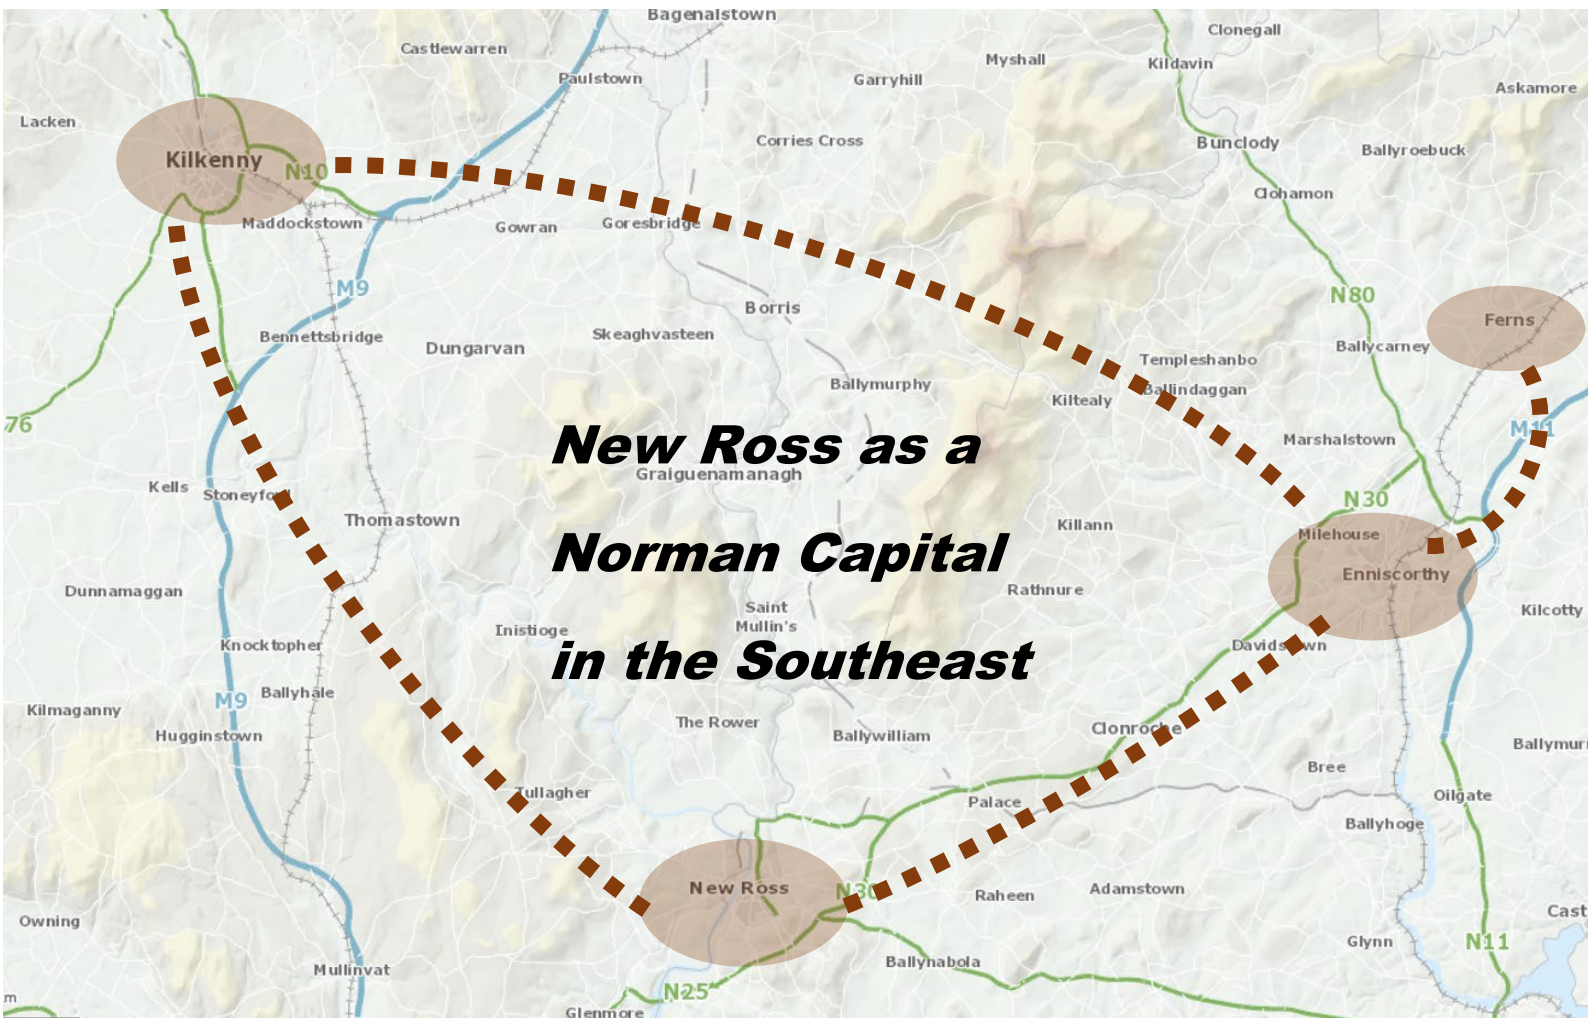 Bagenalstown
Clonegall
Castlewarren
Myshall
Kildavin
Paulstown
Garryhill
Askamore
Lacken
Corries Cross
Bunclody
Ballyroebuck
Kilkenny
N10
Clohamon
Maddockstown
Gowran
Goresbridge
M9
N80
Borris
Ferns
Bennettsbridge
Skeaghvasteen
Dungarvan
Ballycarney
Templeshanbo
Ballymurphy
Ballindaggan
Kiltealy
76
M11
New Ross as a
Marshalstown
Graiguenamanagh
Kells
Stoneyford
N30
Thomastown
Killann
Milehouse
Norman Capital
Enniscorthy
Dunnamaggan
Rathnure
Saint
Mullin's
Kilcotty
Inistioge
Knocktopher
Davidstown
in the Southeast
Ballyhale
M9
Kilmaganny
The Rower
Clonroche
Hugginstown
Ballywilliam
Ballymur
Bree
Tullagher
Palace
Oilgate
Ballyhoge
New Ross
N30
Raheen
Adamstown
Owning
Cast
Glynn
N11
Ballynabola
Mullinvat
N25
Glenmore